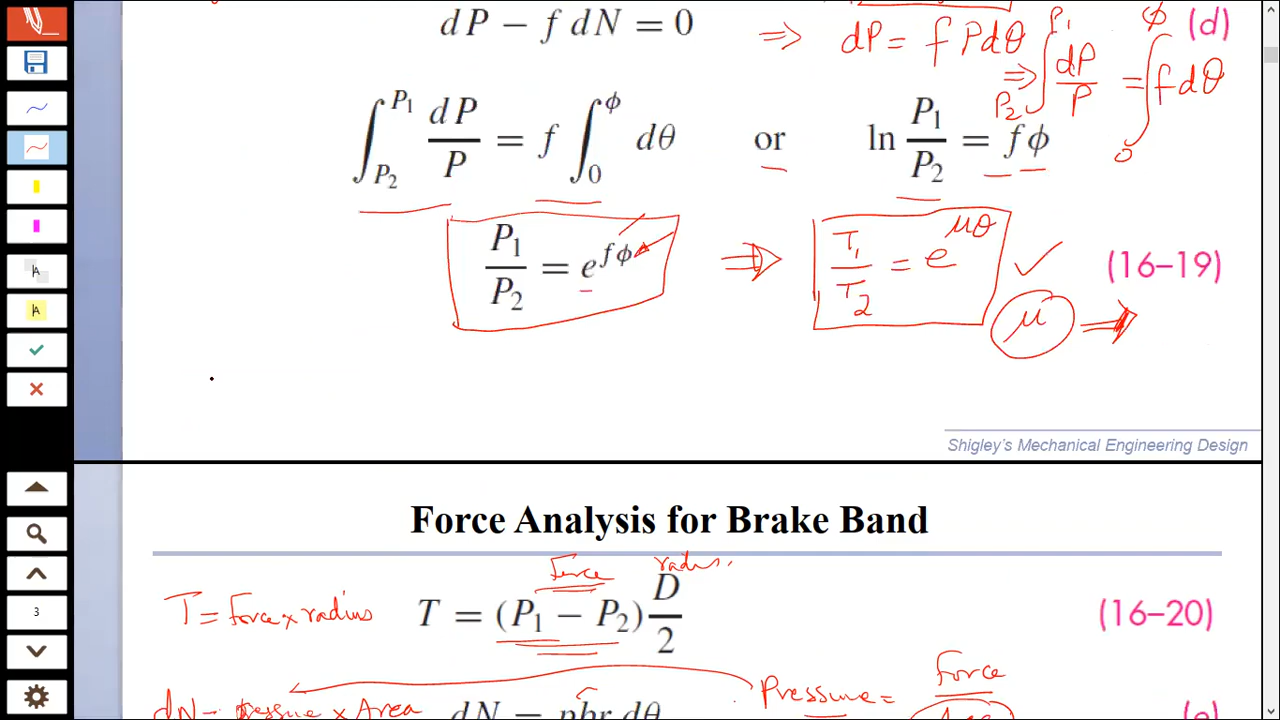 dP − f dN = 0 ⇒ dP = f P dθ (d)
⇒ ∫_{P2}^{P1} dP/P = ∫_0^φ f dθ
∫_{P2}^{P1} dP/P = f ∫_0^φ dθ or ln P1/P2 = fφ
P1/P2 = e^{fφ} ⇒ T1/T2 = e^{μθ} ✓ (16–19)
μ ⇒
Shigley's Mechanical Engineering Design
Force Analysis for Brake Band
Force radius.
T = Force × radius T = (P1 − P2) D/2 (16–20)
Pressure = Force
dN = pressure × Area dN = pbr dθ (e)
A
A
3